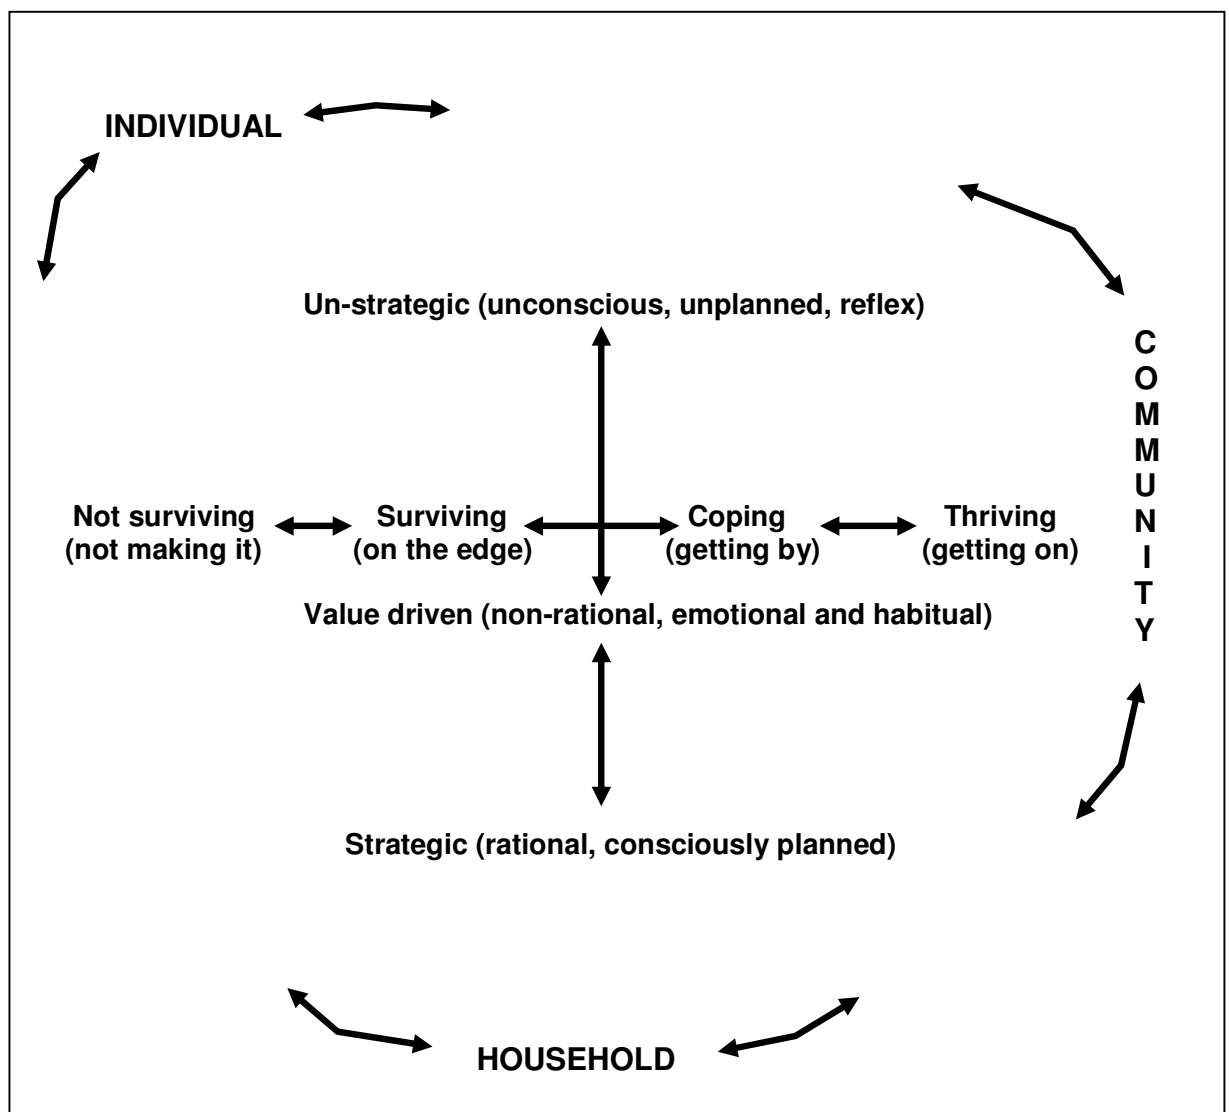 INDIVIDUAL
Un-strategic (unconscious, unplanned, reflex)
COMMUNITY
Not surviving
(not making it)
Surviving
(on the edge)
Coping
(getting by)
Thriving
(getting on)
Value driven (non-rational, emotional and habitual)
Strategic (rational, consciously planned)
HOUSEHOLD